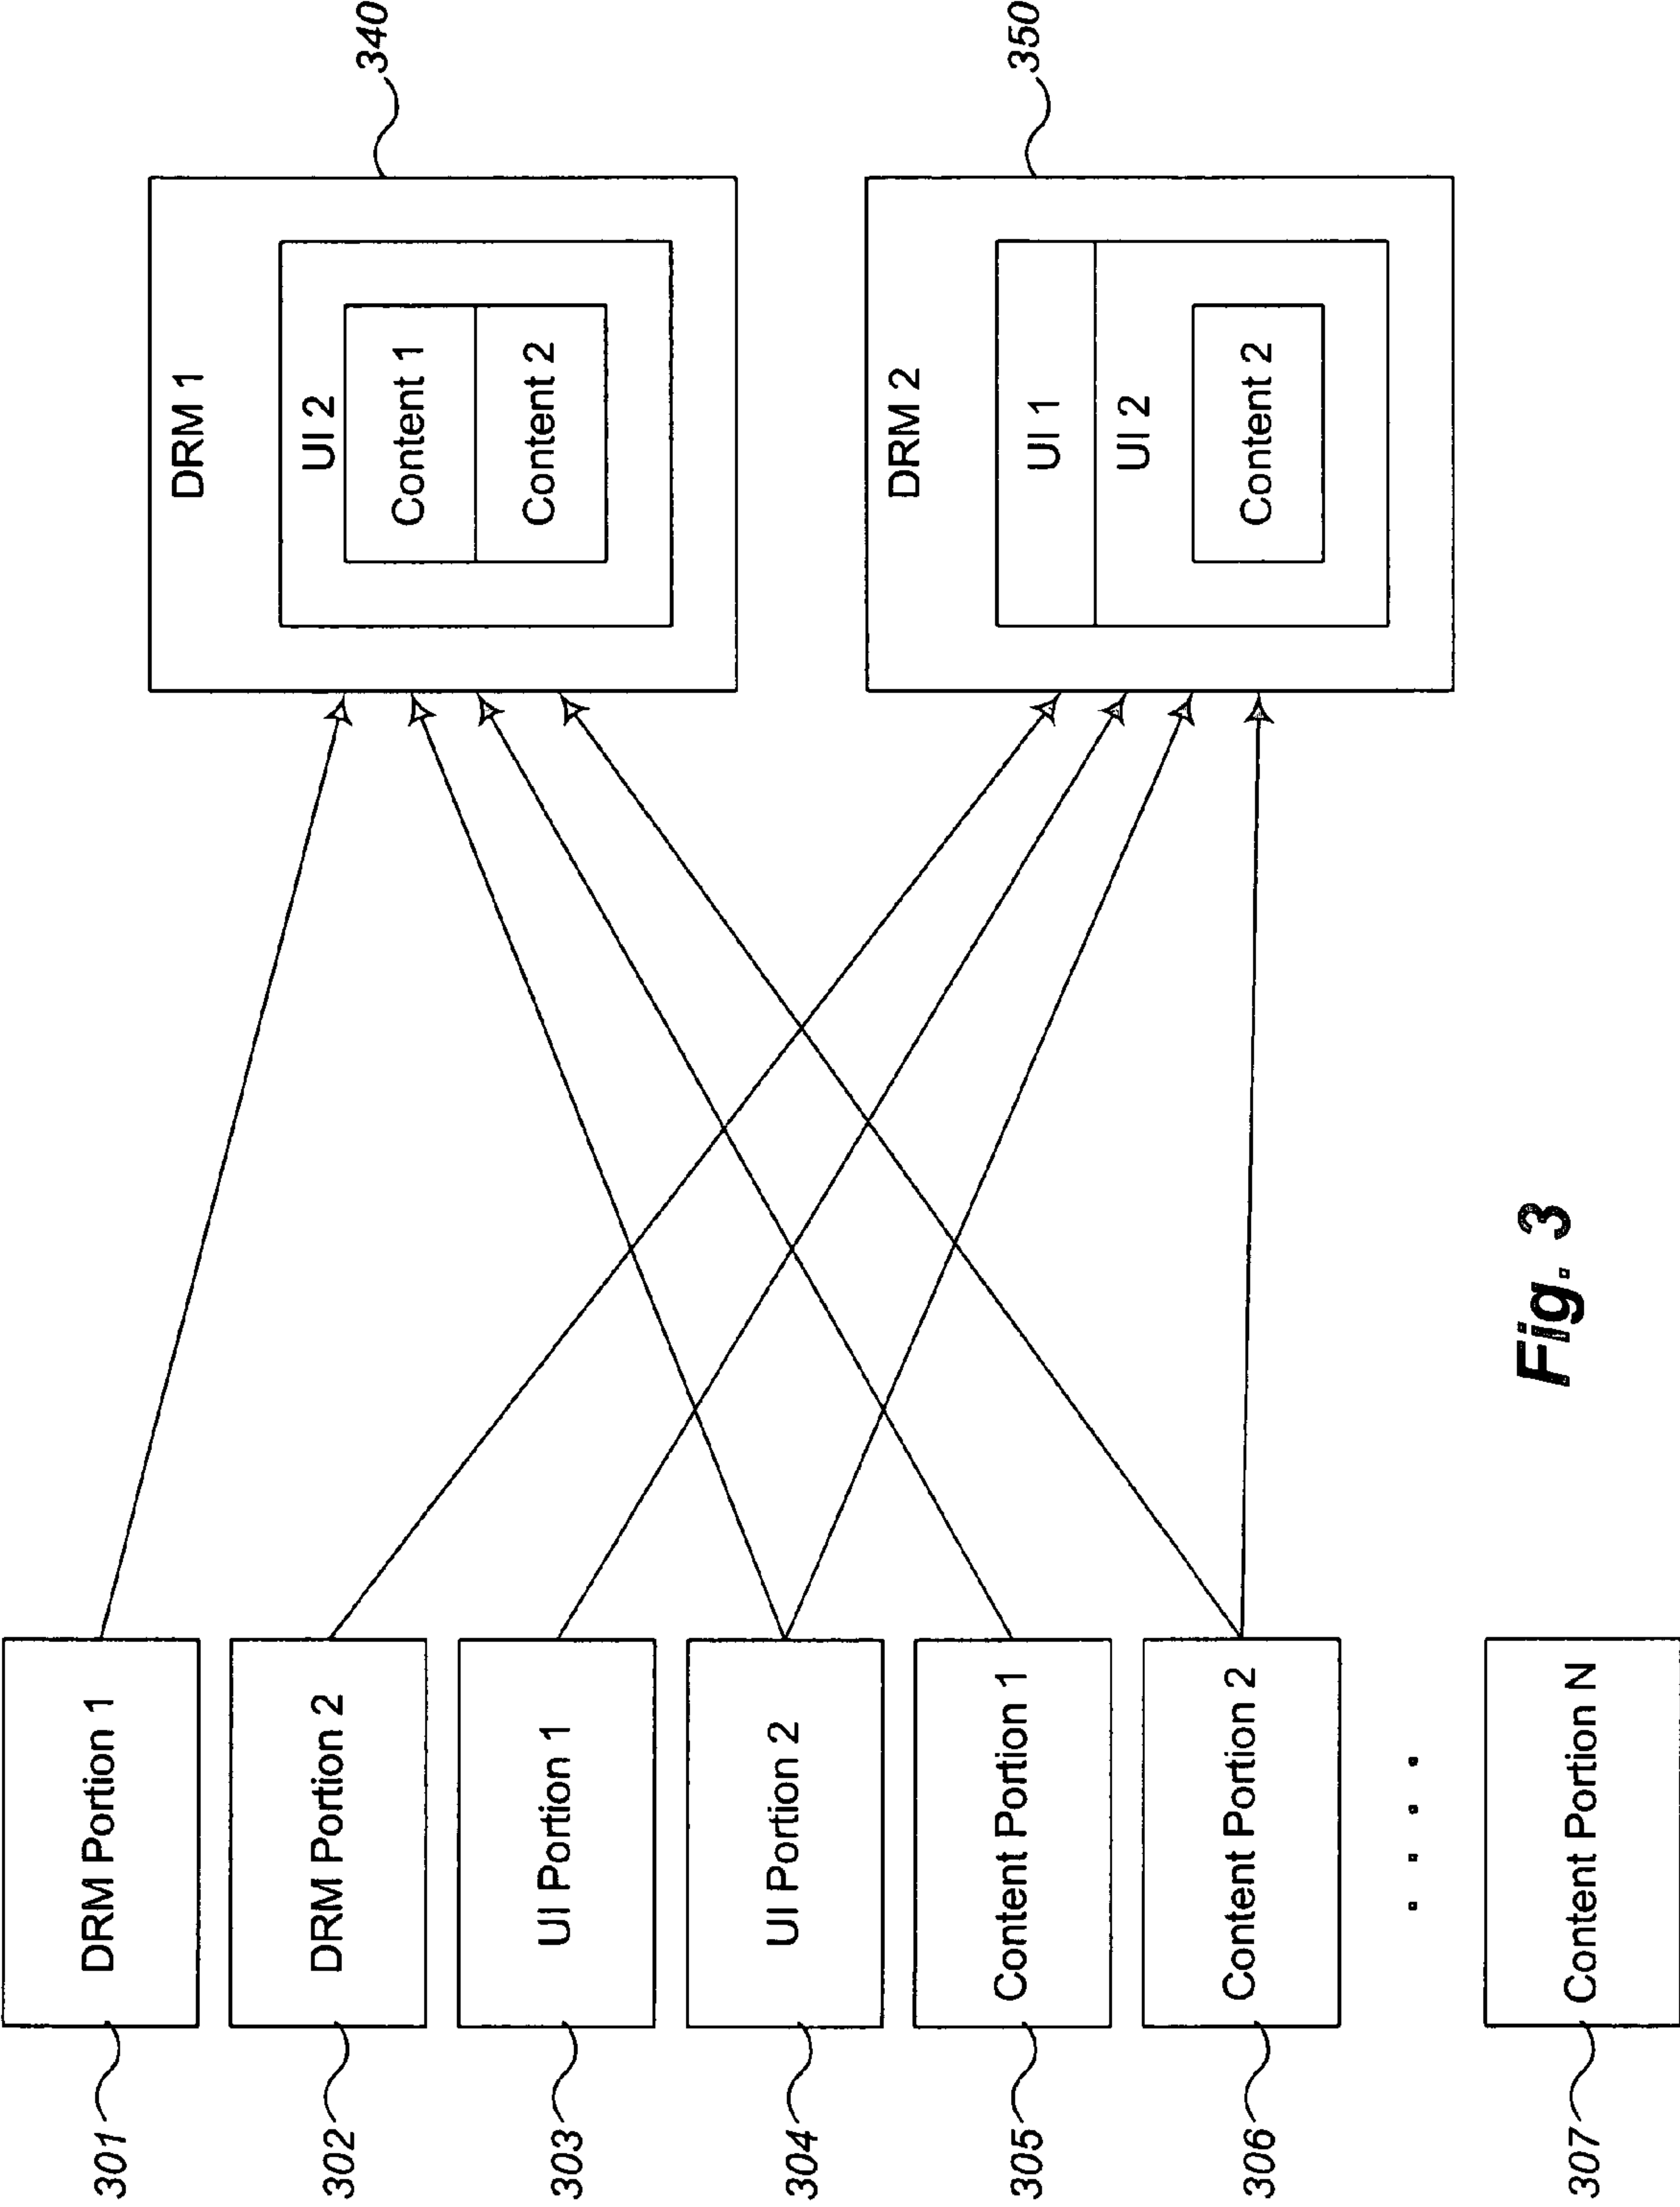 301
DRM Portion 1
302
DRM Portion 2
303
UI Portion 1
304
UI Portion 2
305
Content Portion 1
306
Content Portion 2
307
Content Portion N
DRM 1
UI 2
Content 1
Content 2
340
DRM 2
UI 1
UI 2
Content 2
350
Fig. 3